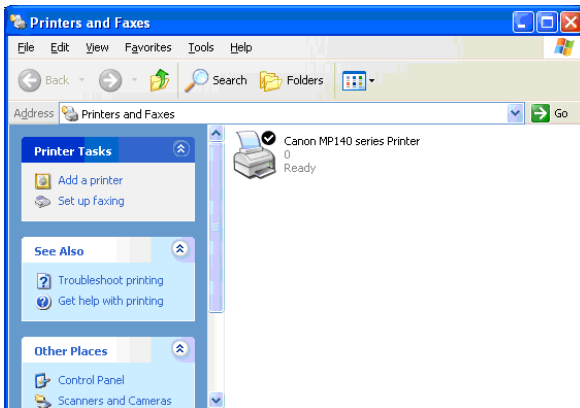 Printers and Faxes
File Edit View Favorites Tools Help
Back Search Folders
Address Printers and Faxes Go
Printer Tasks
Add a printer
Set up faxing
See Also
Troubleshoot printing
Get help with printing
Other Places
Control Panel
Scanners and Cameras
Canon MP140 series Printer
0
Ready